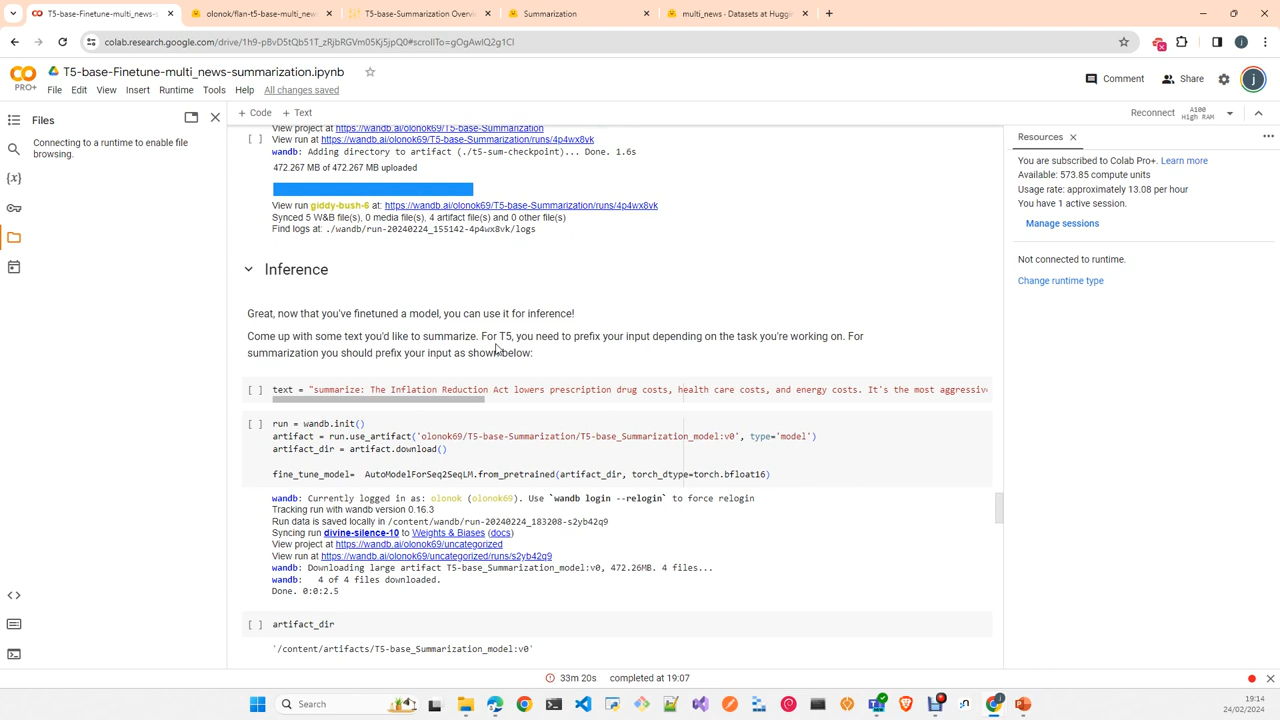 T5-base-Finetune-multi_news-s
olonok/flan-t5-base-multi_new
T5-base-Summarization Overvi
Summarization
multi_news · Datasets at Huggin
colab.research.google.com/drive/1h9-pBvD5tQb51T_zRjbRGVm05Kj5jpQ0#scrollTo=gOgAwIQ2g1Cl
T5-base-Finetune-multi_news-summarization.ipynb
PRO+
File Edit View Insert Runtime Tools Help All changes saved
Comment
Share
j
Files
+ Code + Text
Reconnect
A100
High RAM
Connecting to a runtime to enable file
browsing.
View project at https://wandb.ai/olonok69/T5-base-Summarization
View run at https://wandb.ai/olonok69/T5-base-Summarization/runs/4p4wx8vk
wandb: Adding directory to artifact (./t5-sum-checkpoint)... Done. 1.6s
472.267 MB of 472.267 MB uploaded
View run giddy-bush-6 at: https://wandb.ai/olonok69/T5-base-Summarization/runs/4p4wx8vk
Synced 5 W&B file(s), 0 media file(s), 4 artifact file(s) and 0 other file(s)
Find logs at: ./wandb/run-20240224_155142-4p4wx8vk/logs
Inference
Great, now that you've finetuned a model, you can use it for inference!
Come up with some text you'd like to summarize. For T5, you need to prefix your input depending on the task you're working on. For
summarization you should prefix your input as shown below:
[ ] text = "summarize: The Inflation Reduction Act lowers prescription drug costs, health care costs, and energy costs. It's the most aggressive
[ ] run = wandb.init()
artifact = run.use_artifact('olonok69/T5-base-Summarization/T5-base_Summarization_model:v0', type='model')
artifact_dir = artifact.download()
fine_tune_model= AutoModelForSeq2SeqLM.from_pretrained(artifact_dir, torch_dtype=torch.bfloat16)
wandb: Currently logged in as: olonok (olonok69). Use `wandb login --relogin` to force relogin
Tracking run with wandb version 0.16.3
Run data is saved locally in /content/wandb/run-20240224_183208-s2yb42q9
Syncing run divine-silence-10 to Weights & Biases (docs)
View project at https://wandb.ai/olonok69/uncategorized
View run at https://wandb.ai/olonok69/uncategorized/runs/s2yb42q9
wandb: Downloading large artifact T5-base_Summarization_model:v0, 472.26MB. 4 files...
wandb: 4 of 4 files downloaded.
Done. 0:0:2.5
[ ] artifact_dir
'/content/artifacts/T5-base_Summarization_model:v0'
Resources
You are subscribed to Colab Pro+. Learn more
Available: 573.85 compute units
Usage rate: approximately 13.08 per hour
You have 1 active session.
Manage sessions
Not connected to runtime.
Change runtime type
33m 20s completed at 19:07
Search
19:14
24/02/2024